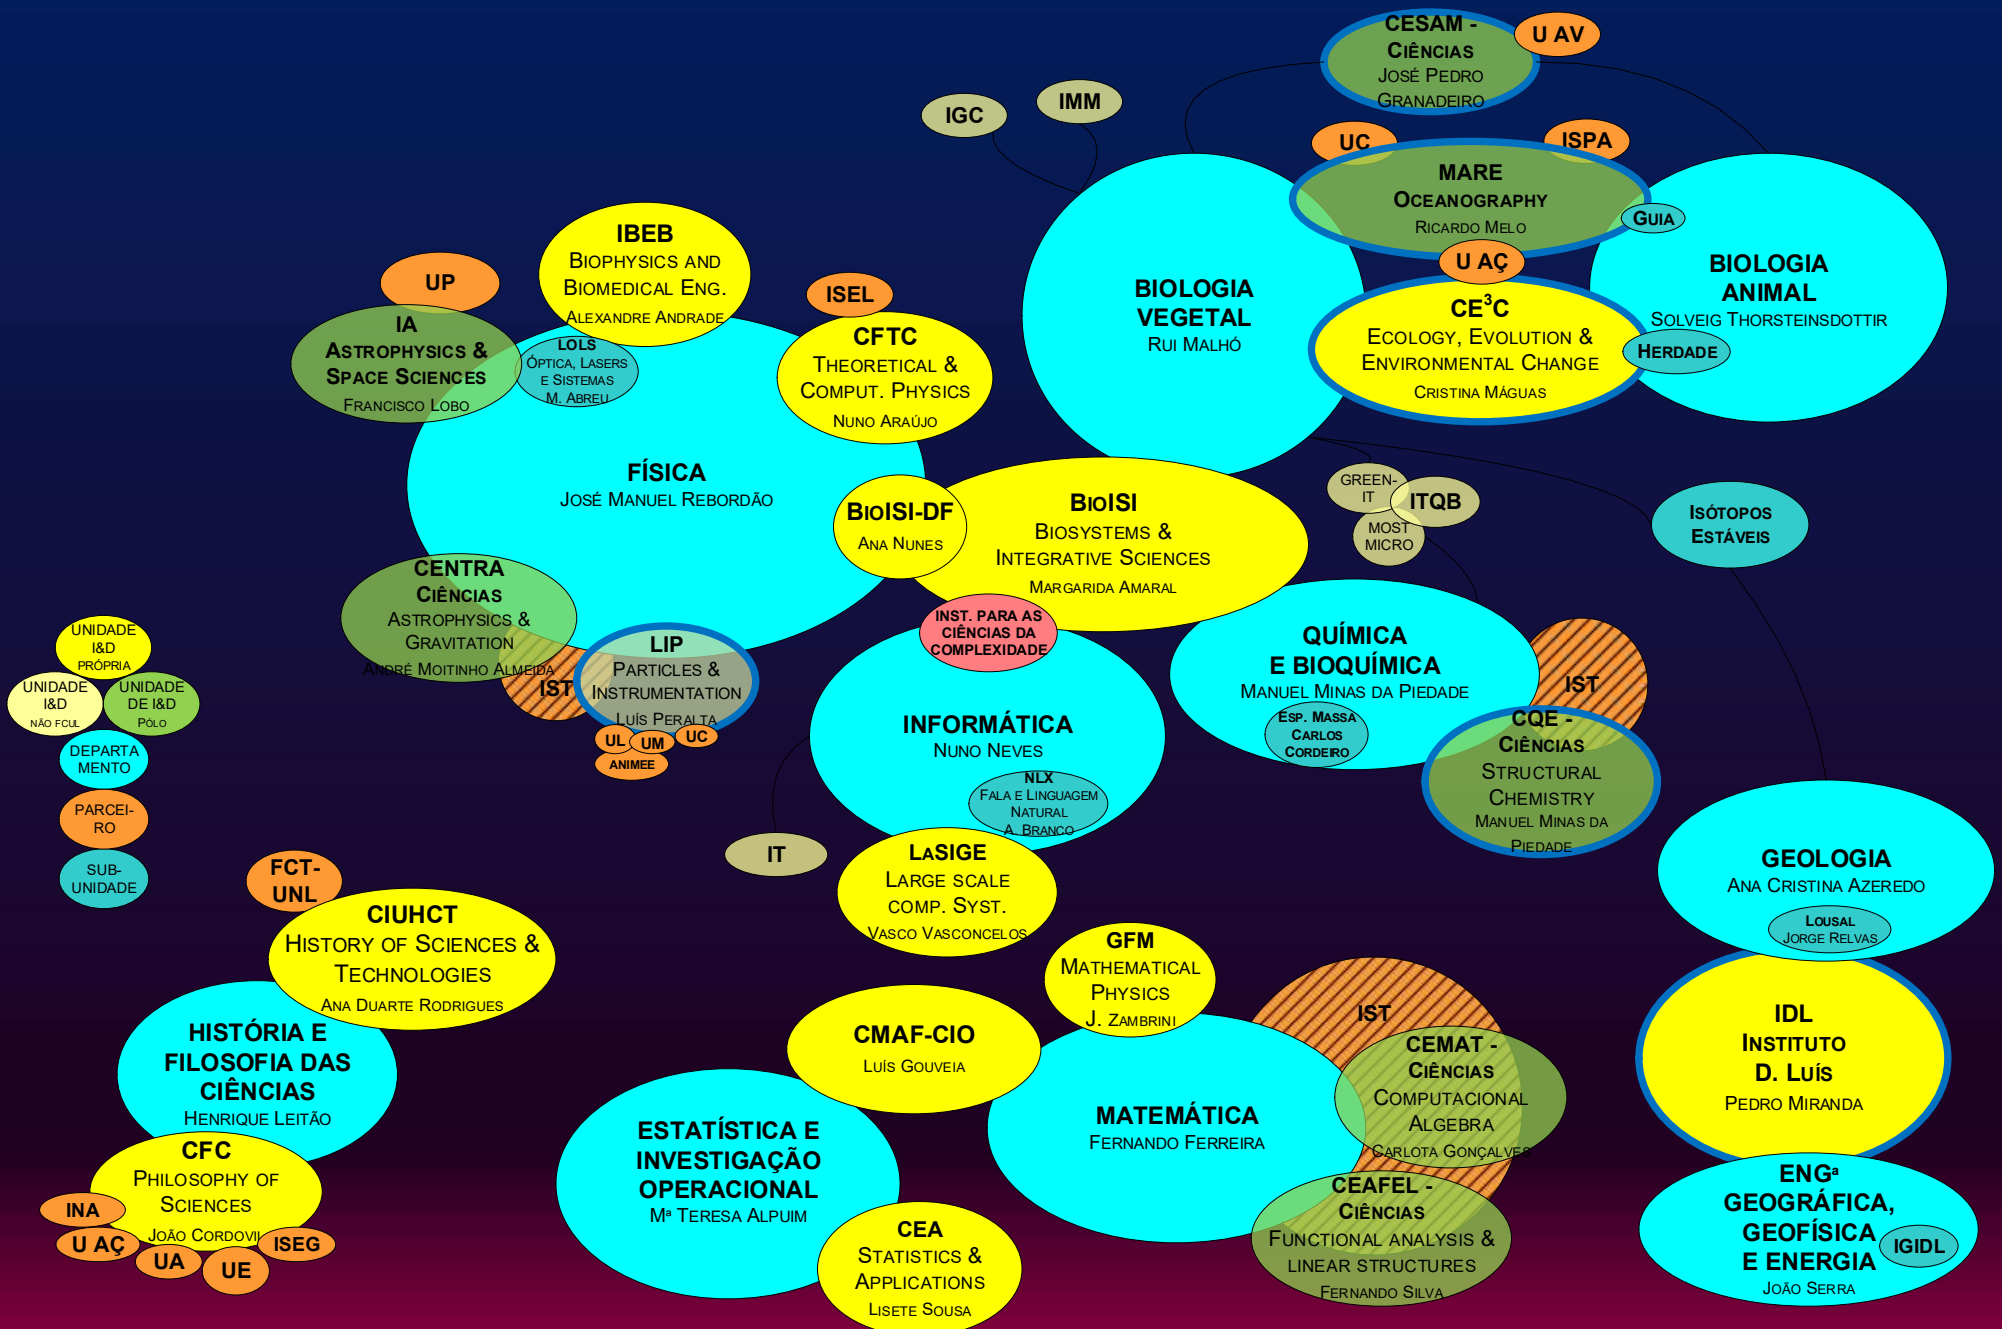 CESAM -
CIÊNCIAS
JOSÉ PEDRO
GRANADEIRO
U AV
IGC
IMM
UC
ISPA
MARE
OCEANOGRAPHY
RICARDO MELO
GUIA
U AÇ
BIOLOGIA
VEGETAL
RUI MALHÓ
BIOLOGIA
ANIMAL
SOLVEIG THORSTEINSDOTTIR
CE³C
ECOLOGY, EVOLUTION &
ENVIRONMENTAL CHANGE
CRISTINA MÁGUAS
HERDADE
IBEB
BIOPHYSICS AND
BIOMEDICAL ENG.
ALEXANDRE ANDRADE
UP
IA
ASTROPHYSICS &
SPACE SCIENCES
FRANCISCO LOBO
LOLS
ÓPTICA, LASERS
E SISTEMAS
M. ABREU
ISEL
CFTC
THEORETICAL &
COMPUT. PHYSICS
NUNO ARAÚJO
FÍSICA
JOSÉ MANUEL REBORDÃO
BIOISI-DF
ANA NUNES
BIOISI
BIOSYSTEMS &
INTEGRATIVE SCIENCES
MARGARIDA AMARAL
GREEN-
IT
ITQB
MOST
MICRO
ISÓTOPOS
ESTÁVEIS
CENTRA
CIÊNCIAS
ASTROPHYSICS &
GRAVITATION
ANDRÉ MOITINHO ALMEIDA
IST
LIP
PARTICLES &
INSTRUMENTATION
LUÍS PERALTA
UL
UM
UC
ANIMEE
INST. PARA AS
CIÊNCIAS DA
COMPLEXIDADE
QUÍMICA
E BIOQUÍMICA
MANUEL MINAS DA PIEDADE
ESP. MASSA
CARLOS
CORDEIRO
IST
CQE -
CIÊNCIAS
STRUCTURAL
CHEMISTRY
MANUEL MINAS DA
PIEDADE
UNIDADE
I&D
PRÓPRIA
UNIDADE
I&D
NÃO FCUL
UNIDADE
DE I&D
PÓLO
DEPARTA
MENTO
PARCEI-
RO
SUB-
UNIDADE
INFORMÁTICA
NUNO NEVES
NLX
FALA E LINGUAGEM
NATURAL
A. BRANCO
IT
LASIGE
LARGE SCALE
COMP. SYST.
VASCO VASCONCELOS
GEOLOGIA
ANA CRISTINA AZEREDO
LOUSAL
JORGE RELVAS
FCT-
UNL
CIUHCT
HISTORY OF SCIENCES &
TECHNOLOGIES
ANA DUARTE RODRIGUES
HISTÓRIA E
FILOSOFIA DAS
CIÊNCIAS
HENRIQUE LEITÃO
CFC
PHILOSOPHY OF
SCIENCES
JOÃO CORDOVIL
INA
U AÇ
UA
UE
ISEG
GFM
MATHEMATICAL
PHYSICS
J. ZAMBRINI
CMAF-CIO
LUÍS GOUVEIA
IST
CEMAT -
CIÊNCIAS
COMPUTACIONAL
ALGEBRA
CARLOTA GONÇALVES
MATEMÁTICA
FERNANDO FERREIRA
CEAFEL -
CIÊNCIAS
FUNCTIONAL ANALYSIS &
LINEAR STRUCTURES
FERNANDO SILVA
ESTATÍSTICA E
INVESTIGAÇÃO
OPERACIONAL
Mª TERESA ALPUIM
CEA
STATISTICS &
APPLICATIONS
LISETE SOUSA
IDL
INSTITUTO
D. LUÍS
PEDRO MIRANDA
ENGª
GEOGRÁFICA,
GEOFÍSICA
E ENERGIA
JOÃO SERRA
IGIDL